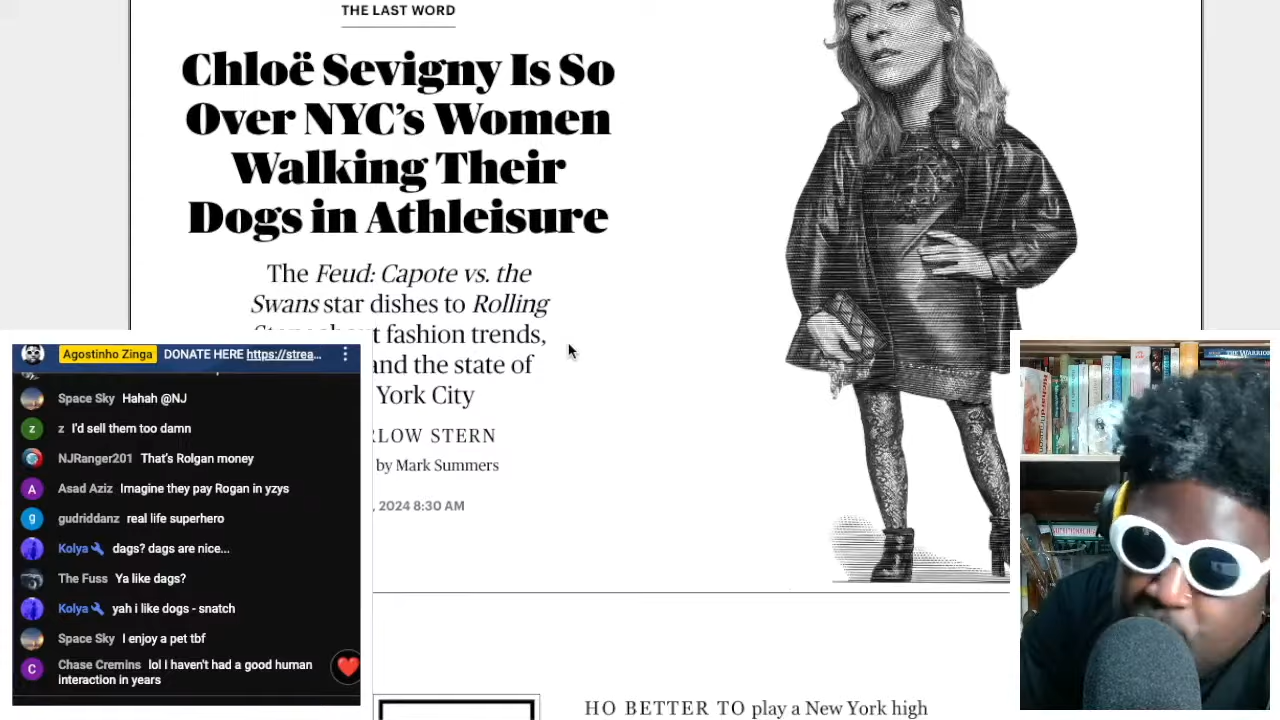 THE LAST WORD
Chloë Sevigny Is So
Over NYC's Women
Walking Their
Dogs in Athleisure
The Feud: Capote vs. the
Swans star dishes to Rolling
fashion trends,
and the state of
York City
STERN
by Mark Summers
, 2024 8:30 AM
HO BETTER TO play a New York high
Agostinho Zinga DONATE HERE https://strea...
Space Sky Hahah @NJ
z I'd sell them too damn
NJRanger201 That's Rolgan money
Asad Aziz Imagine they pay Rogan in yzys
gudriddanz real life superhero
Kolya dags? dags are nice...
The Fuss Ya like dags?
Kolya yah i like dogs - snatch
Space Sky I enjoy a pet tbf
Chase Cremins lol I haven't had a good human
interaction in years
THE WARRIOR